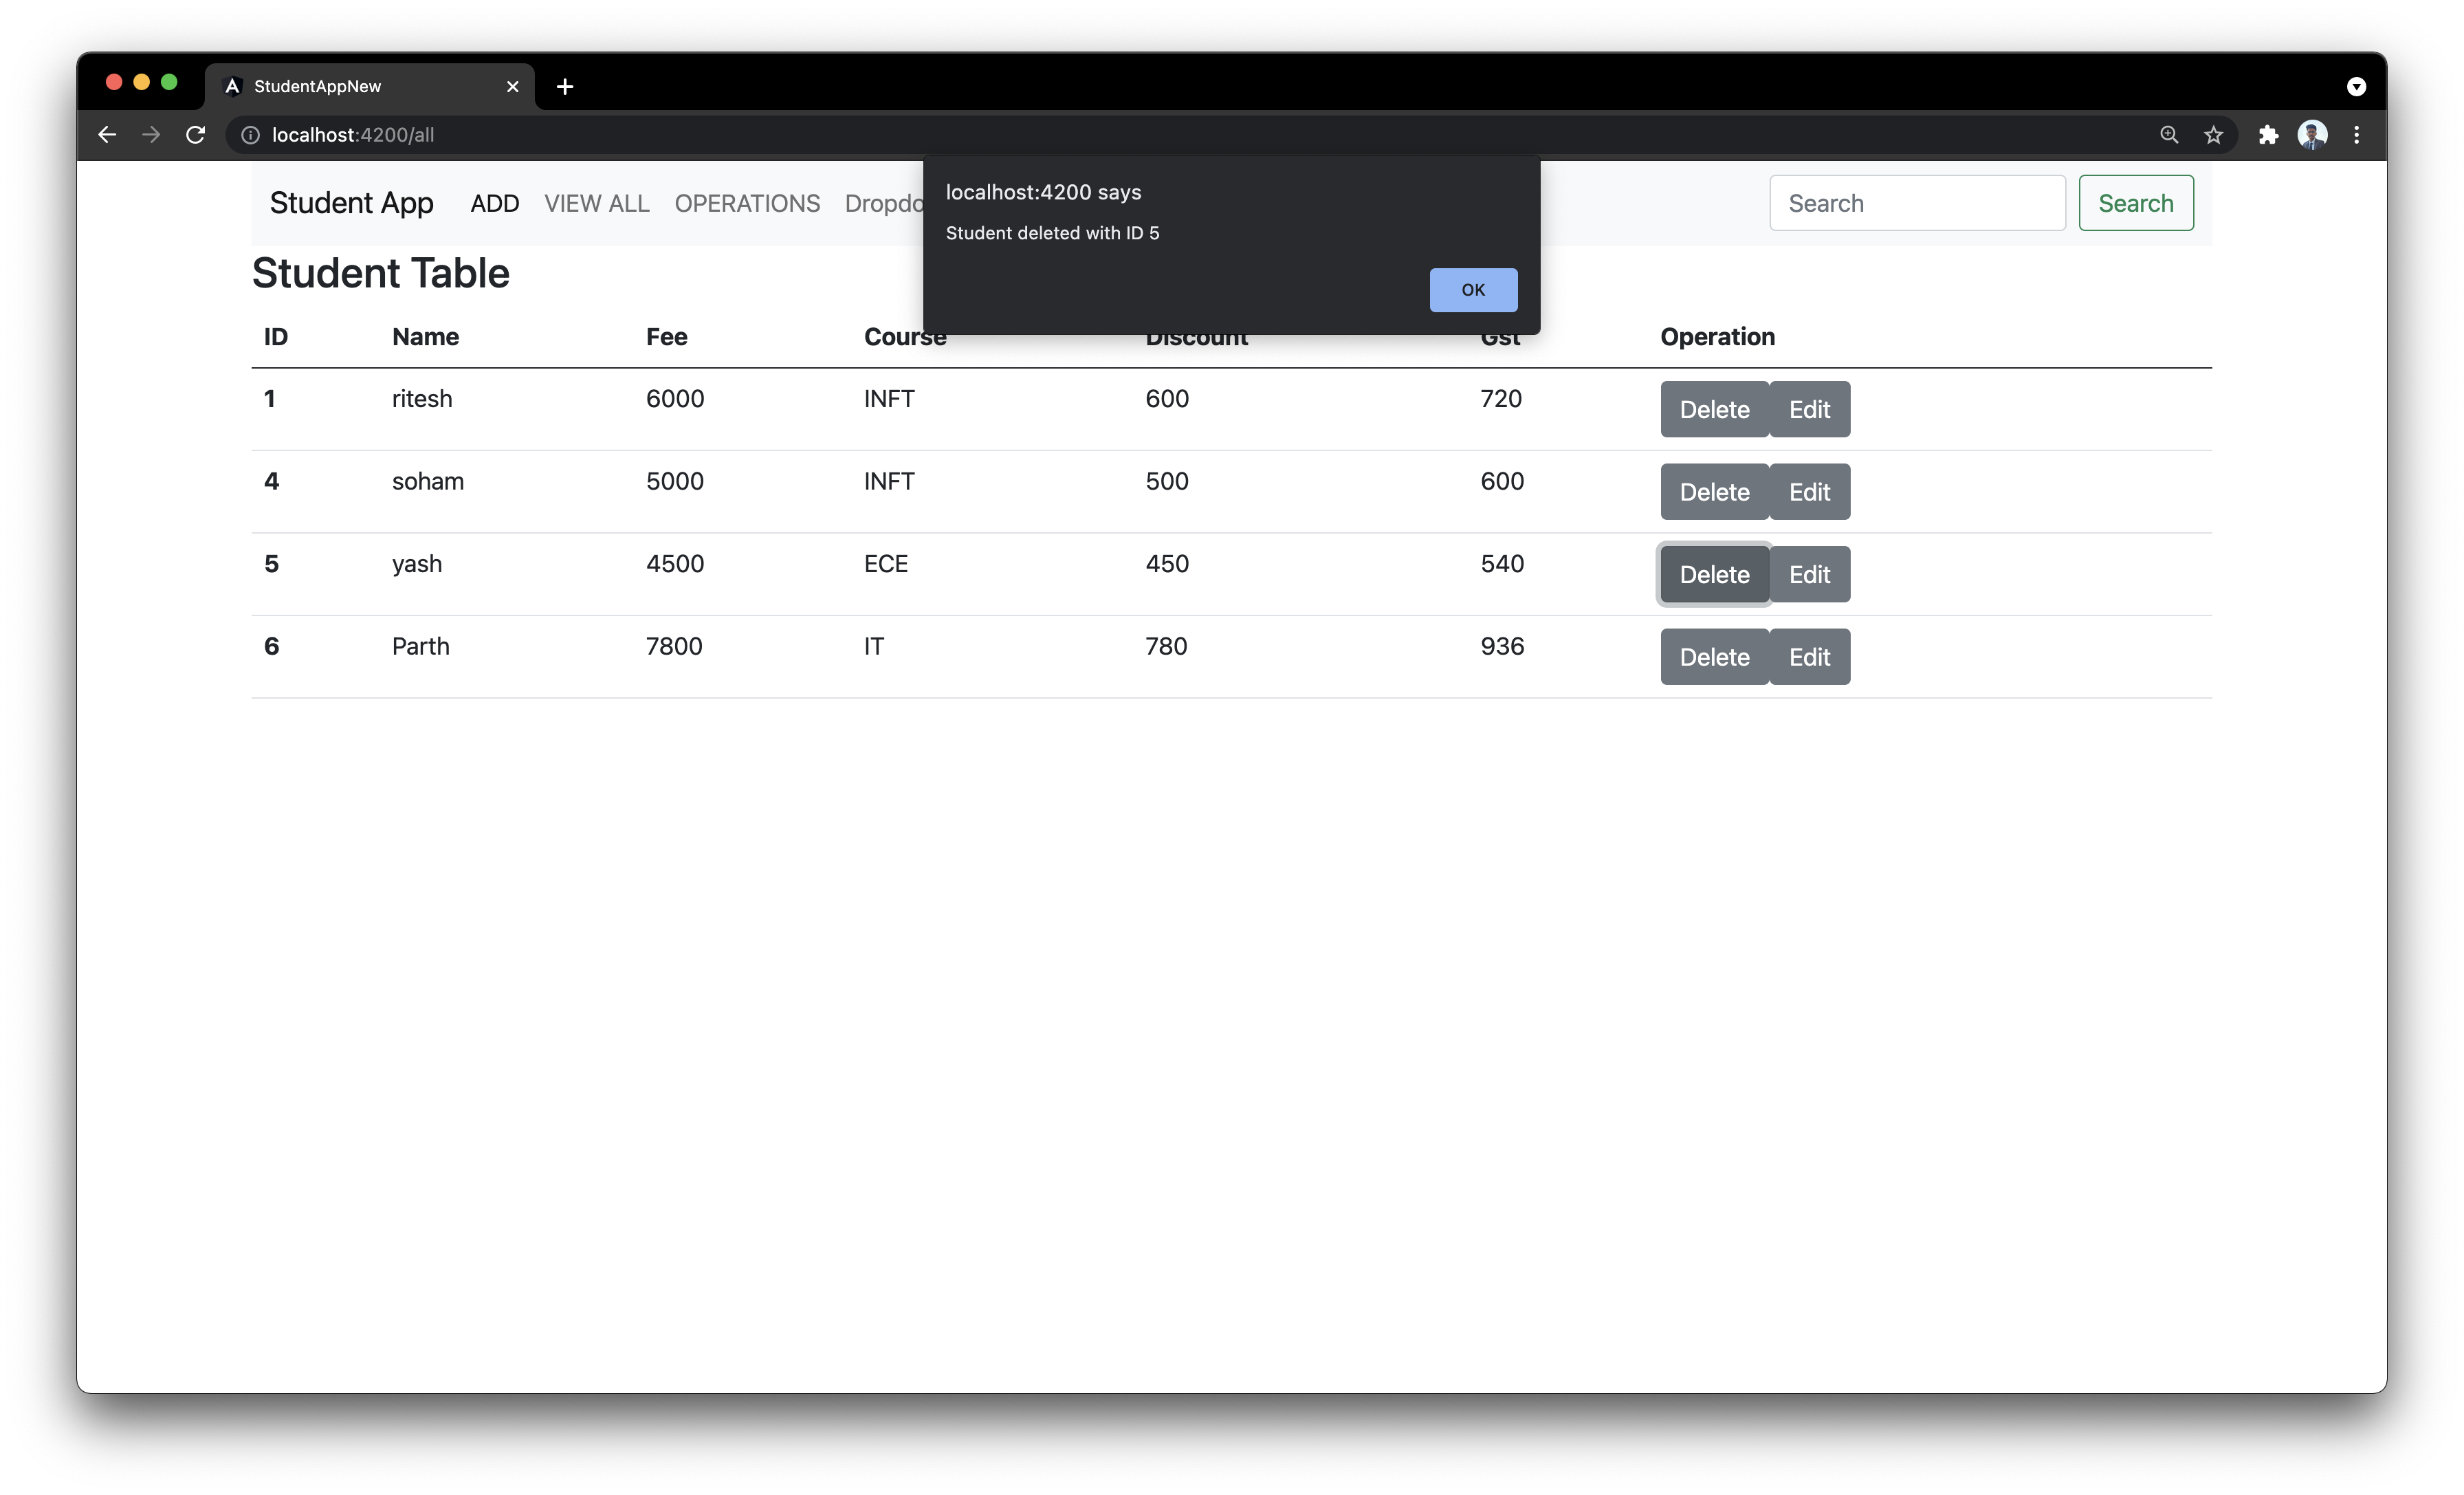 StudentAppNew
localhost:4200/all
localhost:4200 says
Student deleted with ID 5
OK
Student App ADD VIEW ALL OPERATIONS Search Search
Student Table
ID Name Fee Course Discount Gst Operation
1 ritesh 6000 INFT 600 720 Delete Edit
4 soham 5000 INFT 500 600 Delete Edit
5 yash 4500 ECE 450 540 Delete Edit
6 Parth 7800 IT 780 936 Delete Edit